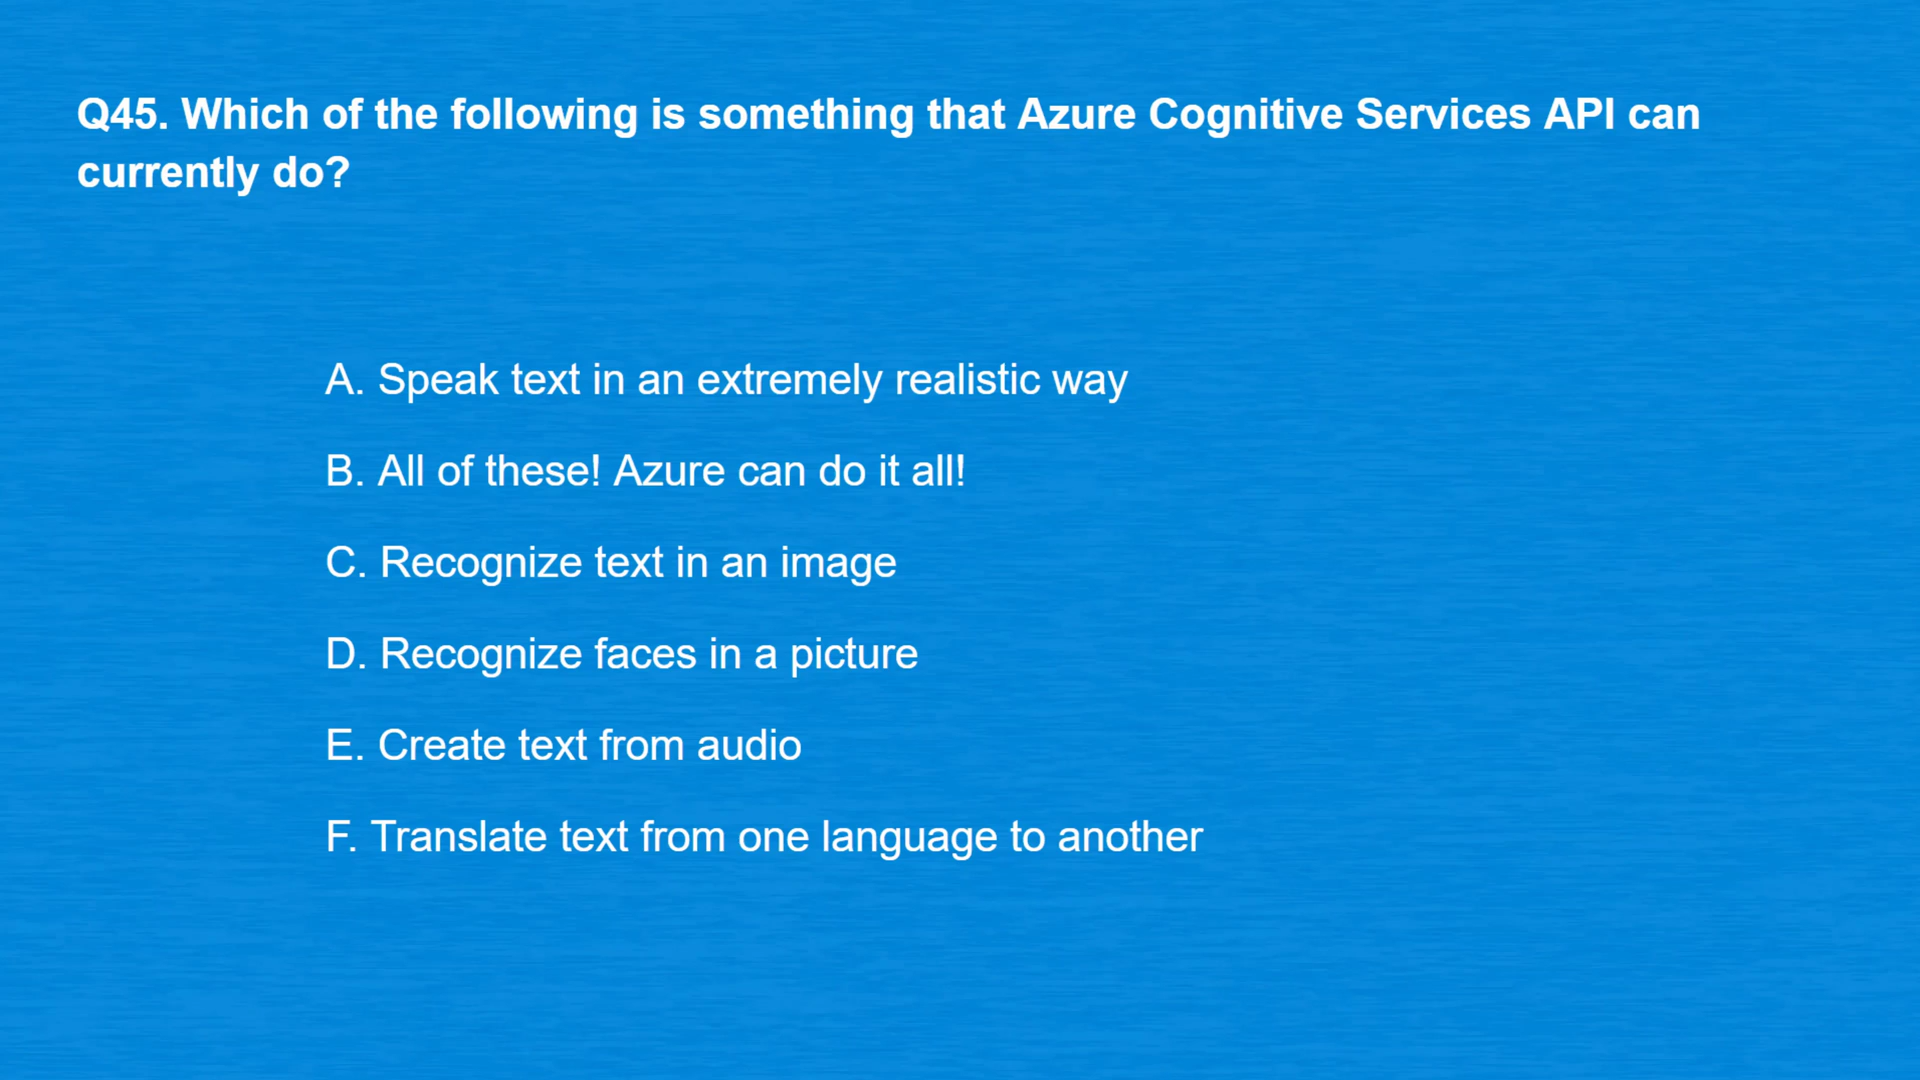 Q45. Which of the following is something that Azure Cognitive Services API can
currently do?
A. Speak text in an extremely realistic way
B. All of these! Azure can do it all!
C. Recognize text in an image
D. Recognize faces in a picture
E. Create text from audio
F. Translate text from one language to another